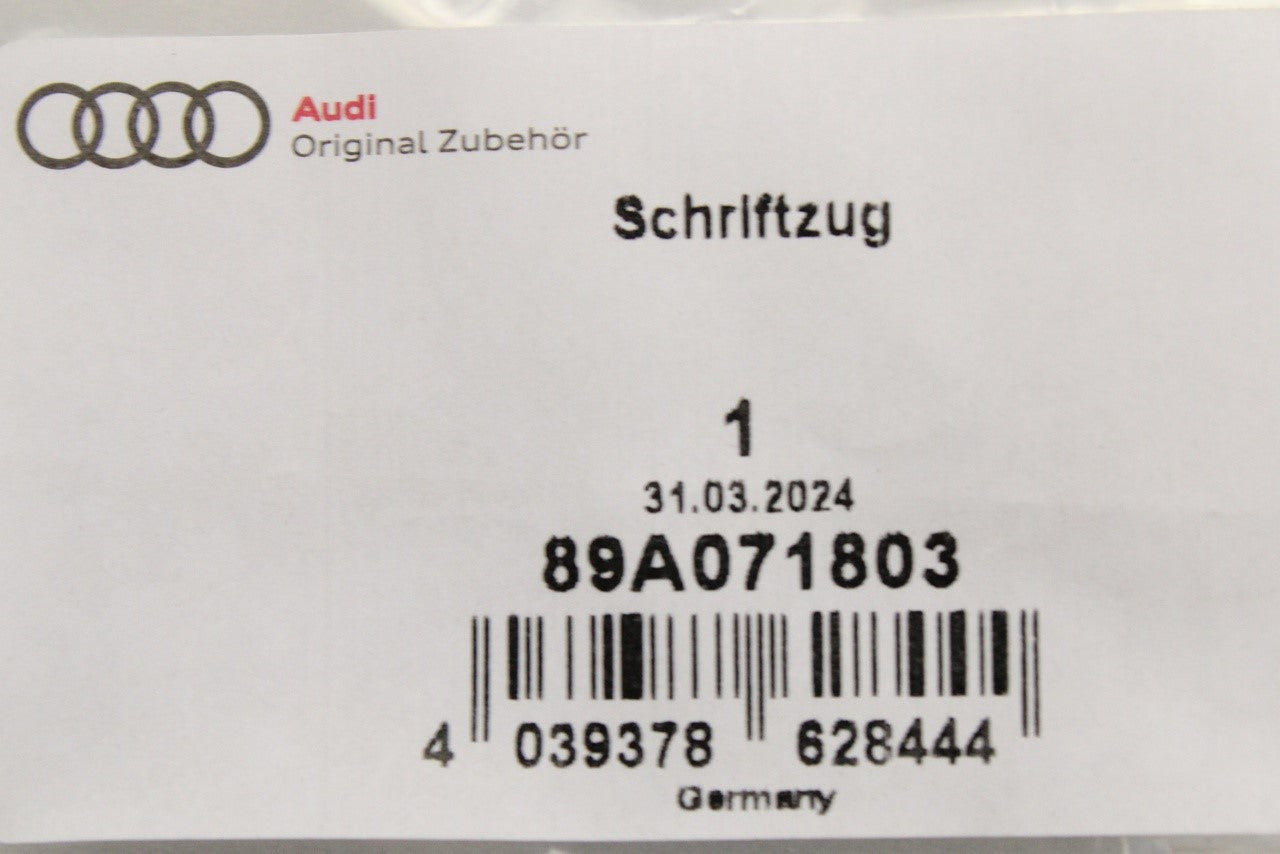 Audi
Original Zubehör
Schriftzug
1
31.03.2024
89A071803
4 039378 628444
Germany